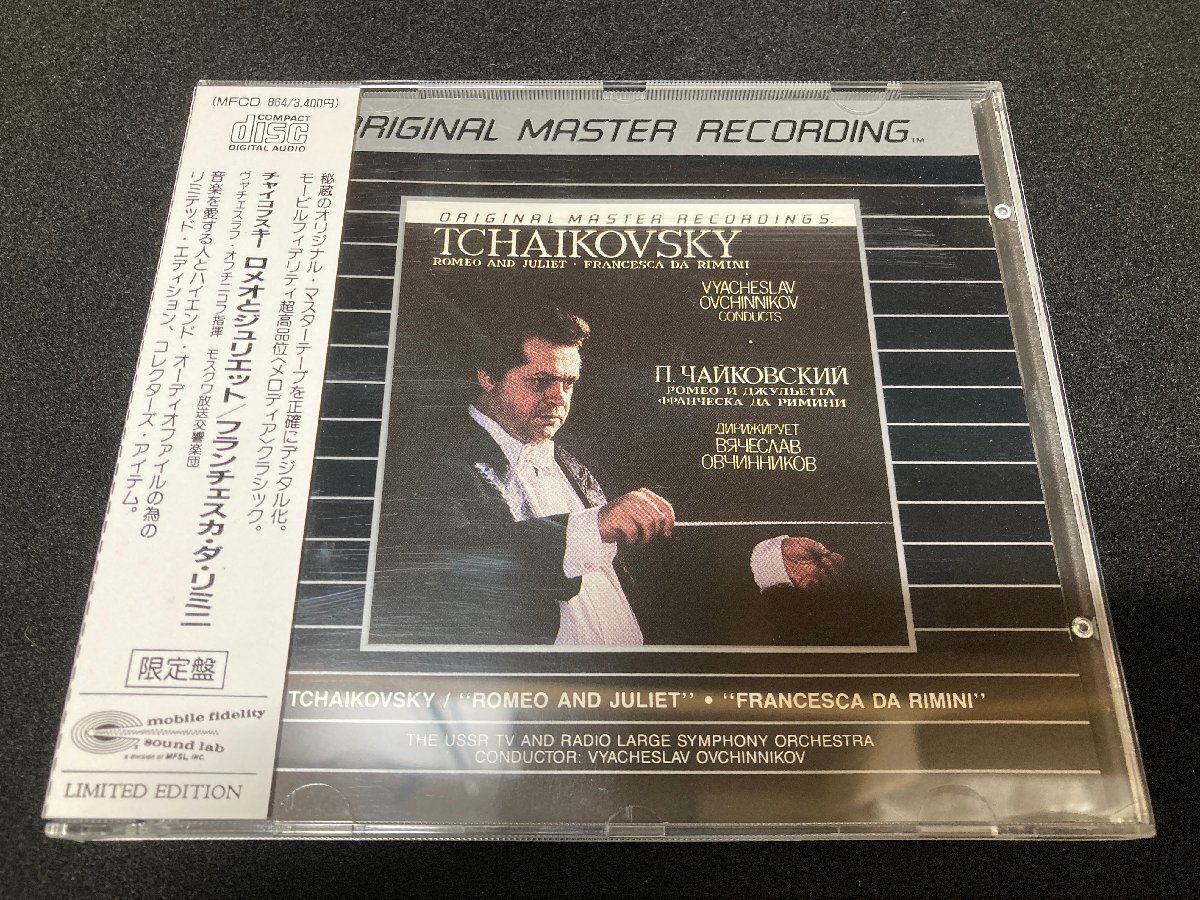 (MFCD 864/3,400円)
COMPACT
disc
DIGITAL AUDIO
秘蔵のオリジナル・マスターテープを正確にデジタル化。
モービルフィデリティ超高品位〈メロディア〉クラシック。
チャイコフスキー ロメオとジュリエット/フランチェスカ・ダ・リミニ
ヴァチェスラフ・オフチニコフ指揮 モスクワ放送交響楽団
音楽を愛する人とハイエンド・オーディオファイルの為の
リミテッド・エディション、コレクターズ・アイテム。
限定盤
mobile fidelity
sound lab
a division of MFSL, INC.
LIMITED EDITION
ORIGINAL MASTER RECORDING™
ORIGINAL MASTER RECORDINGS
TCHAIKOVSKY
ROMEO AND JULIET · FRANCESCA DA RIMINI
VYACHESLAV
OVCHINNIKOV
CONDUCTS
П. ЧАЙКОВСКИЙ
РОМЕО И ДЖУЛЬЕТТА
ФРАНЧЕСКА ДА РИМИНИ
ДИРИЖИРУЕТ
ВЯЧЕСЛАВ
ОВЧИННИКОВ
TCHAIKOVSKY / "ROMEO AND JULIET" • "FRANCESCA DA RIMINI"
THE USSR TV AND RADIO LARGE SYMPHONY ORCHESTRA
CONDUCTOR: VYACHESLAV OVCHINNIKOV